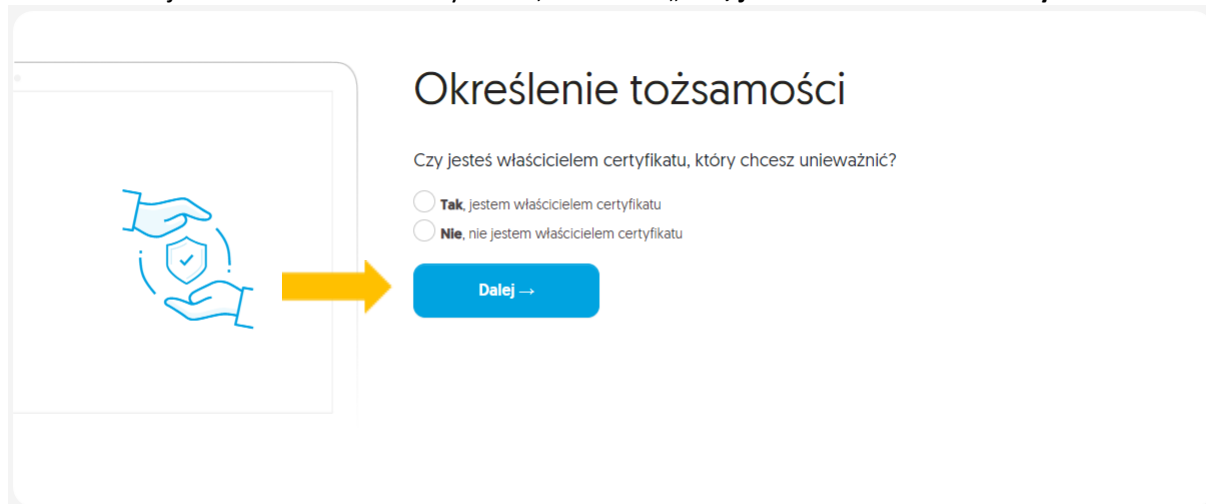 Określenie tożsamości
Czy jesteś właścicielem certyfikatu, który chcesz unieważnić?
Tak, jestem właścicielem certyfikatu
Nie, nie jestem właścicielem certyfikatu
Dalej →